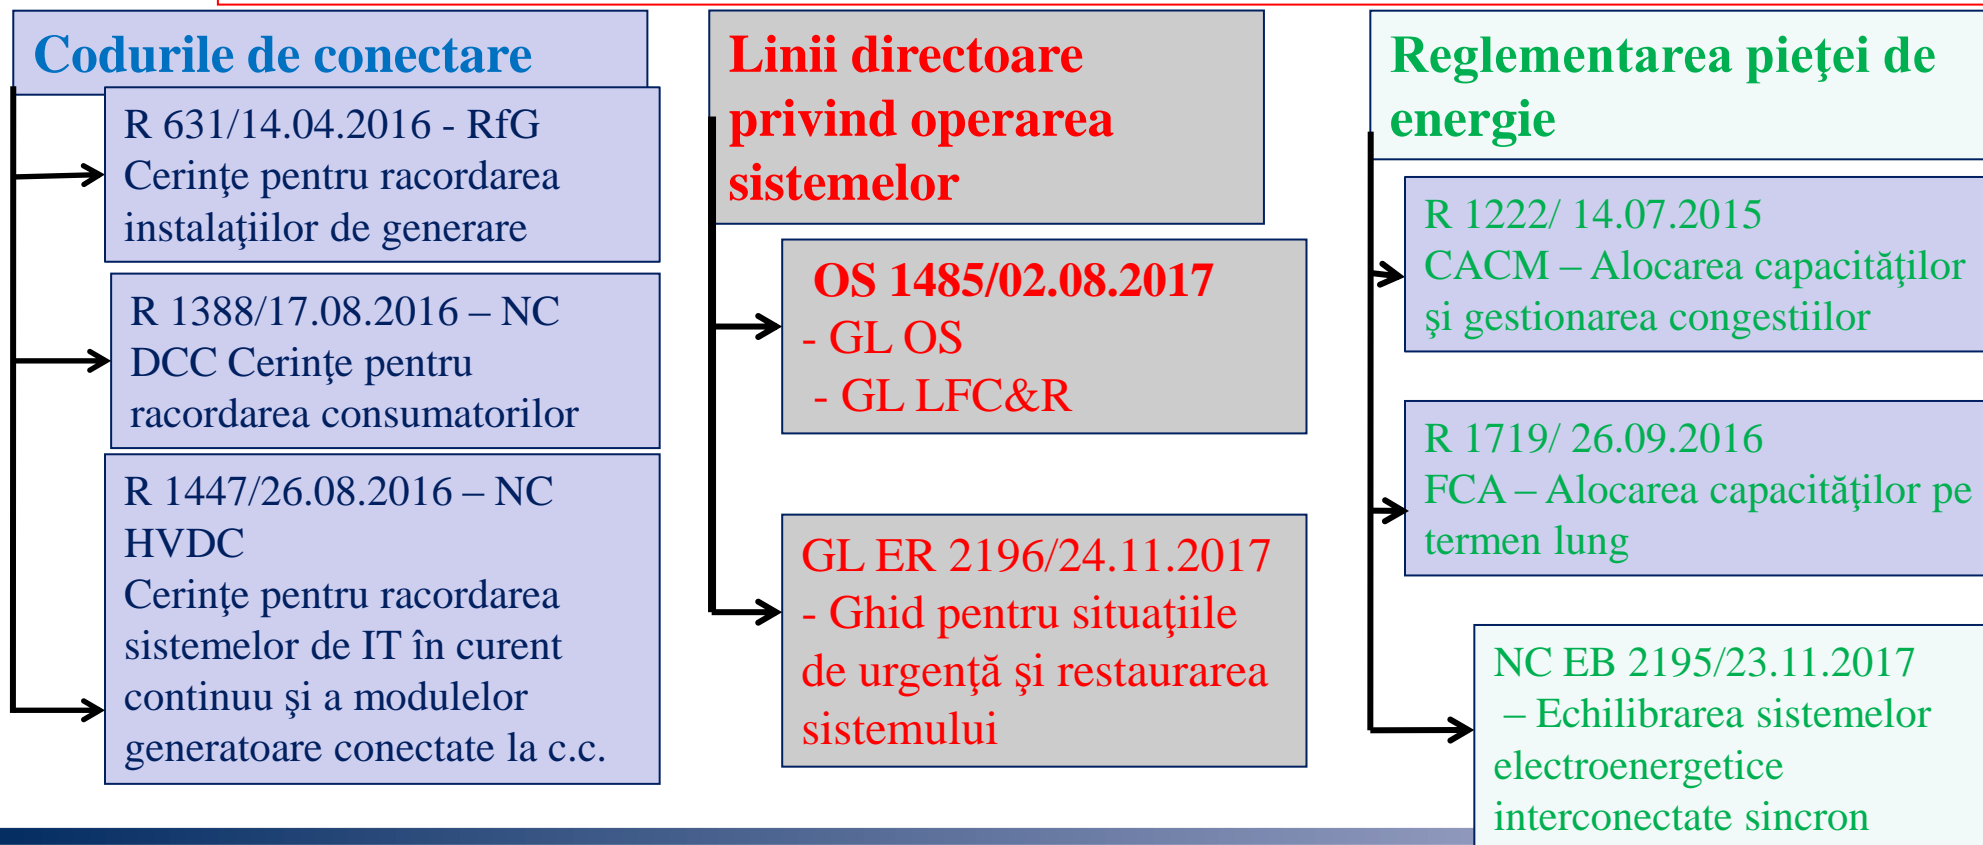 Codurile de conectare
R 631/14.04.2016 - RfG
Cerinţe pentru racordarea
instalaţiilor de generare
R 1388/17.08.2016 – NC
DCC Cerinţe pentru
racordarea consumatorilor
R 1447/26.08.2016 – NC
HVDC
Cerinţe pentru racordarea
sistemelor de IT în curent
continuu şi a modulelor
generatoare conectate la c.c.
Linii directoare
privind operarea
sistemelor
OS 1485/02.08.2017
- GL OS
- GL LFC&R
GL ER 2196/24.11.2017
- Ghid pentru situaţiile
de urgenţă şi restaurarea
sistemului
Reglementarea pieţei de
energie
R 1222/ 14.07.2015
CACM – Alocarea capacităţilor
şi gestionarea congestiilor
R 1719/ 26.09.2016
FCA – Alocarea capacităţilor pe
termen lung
NC EB 2195/23.11.2017
– Echilibrarea sistemelor
electroenergetice
interconectate sincron